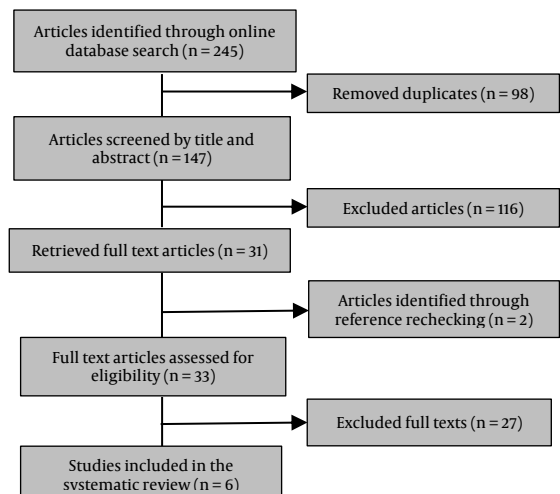 Articles identified through online
database search (n = 245)
Removed duplicates (n = 98)
Articles screened by title and
abstract (n = 147)
Excluded articles (n = 116)
Retrieved full text articles (n = 31)
Articles identified through
reference rechecking (n = 2)
Full text articles assessed for
eligibility (n = 33)
Excluded full texts (n = 27)
Studies included in the
systematic review (n = 6)